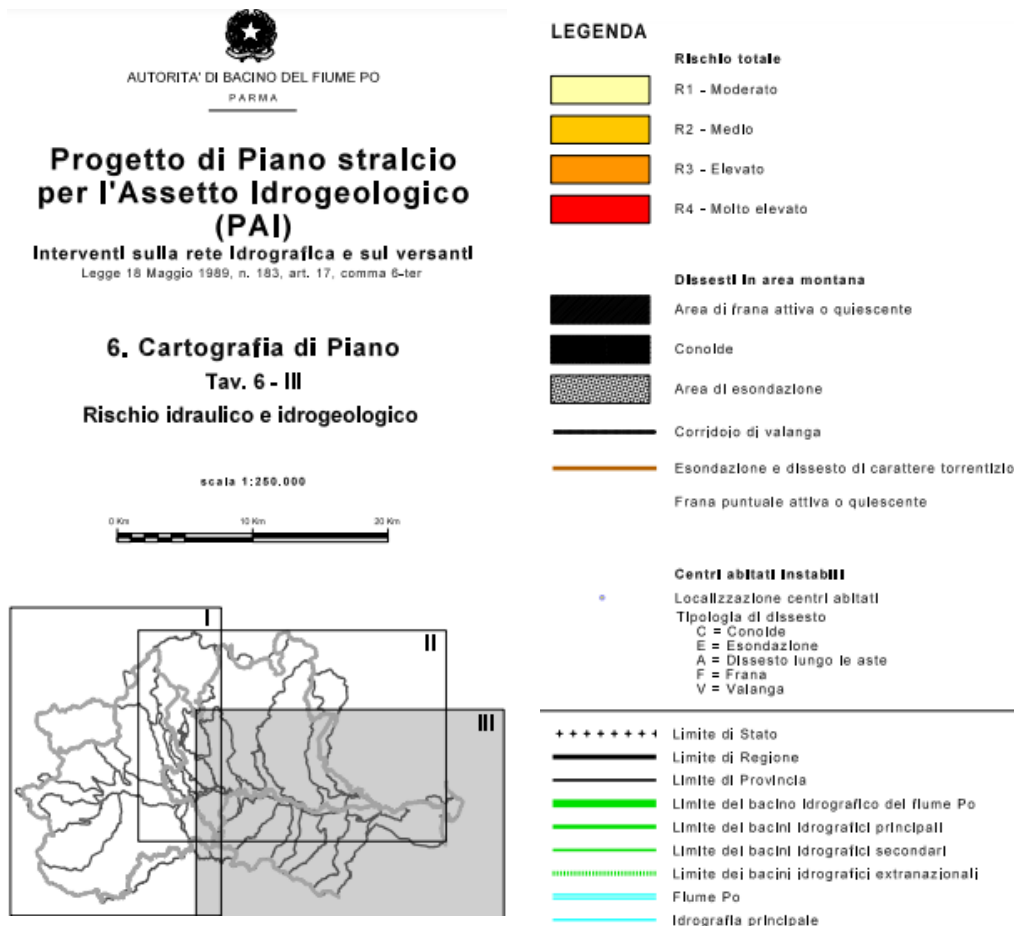 AUTORITA' DI BACINO DEL FIUME PO
PARMA
Progetto di Piano stralcio
per l'Assetto Idrogeologico
(PAI)
Interventi sulla rete Idrografica e sui versanti
Legge 18 Maggio 1989, n. 183, art. 17, comma 6-ter
6. Cartografia di Piano
Tav. 6 - III
Rischio idraulico e idrogeologico
scala 1:250.000
0 Km 10 Km 20 Km
I
II
III
LEGENDA
Rischio totale
R1 - Moderato
R2 - Medio
R3 - Elevato
R4 - Molto elevato
Dissesti in area montana
Area di frana attiva o quiescente
Conoide
Area di esondazione
Corridoio di valanga
Esondazione e dissesto di carattere torrentizio
Frana puntuale attiva o quiescente
Centri abitati instabili
Localizzazione centri abitati
Tipologia di dissesto
C = Conoide
E = Esondazione
A = Dissesto lungo le aste
F = Frana
V = Valanga
Limite di Stato
Limite di Regione
Limite di Provincia
Limite del bacino idrografico del fiume Po
Limite dei bacini idrografici principali
Limite dei bacini idrografici secondari
Limite dei bacini idrografici extranazionali
Fiume Po
Idrografia principale